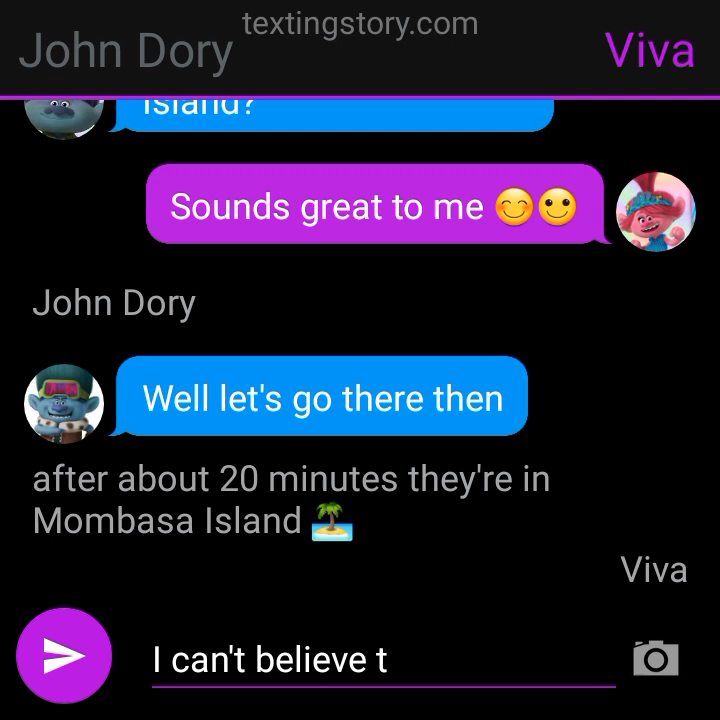 textingstory.com
John Dory
Viva
Island?
Sounds great to me 😊🙂
John Dory
Well let's go there then
after about 20 minutes they're in
Mombasa Island 🏝️
Viva
I can't believe t